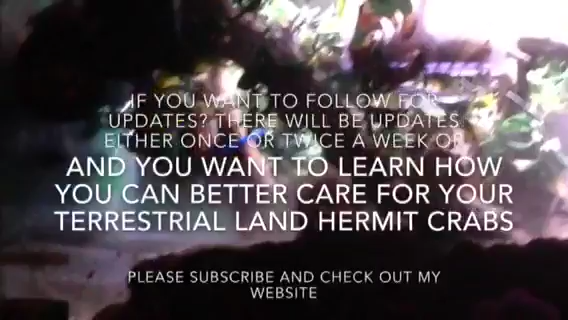 IF YOU WANT TO FOLLOW FOR
UPDATES? THERE WILL BE UPDATES
EITHER ONCE OR TWICE A WEEK OF
AND YOU WANT TO LEARN HOW
YOU CAN BETTER CARE FOR YOUR
TERRESTRIAL LAND HERMIT CRABS
PLEASE SUBSCRIBE AND CHECK OUT MY
WEBSITE